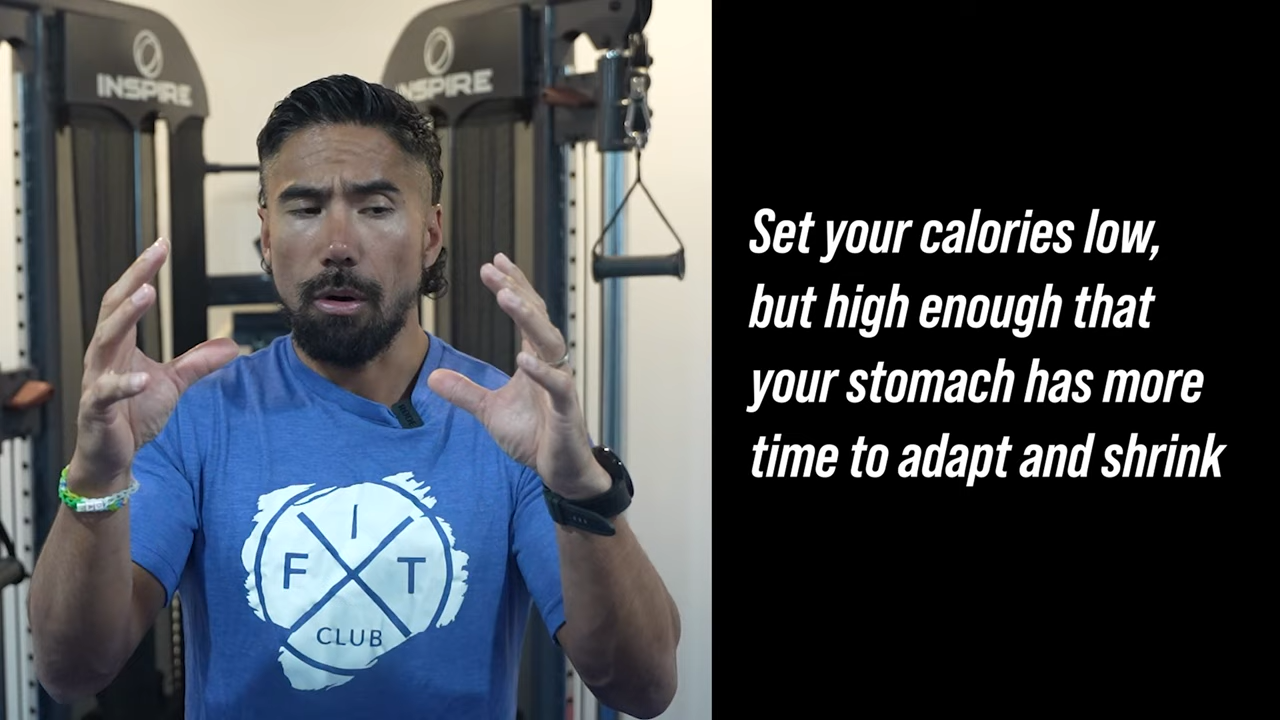 INSPIRE
INSPIRE
Set your calories low,
but high enough that
your stomach has more
time to adapt and shrink
F I T
CLUB